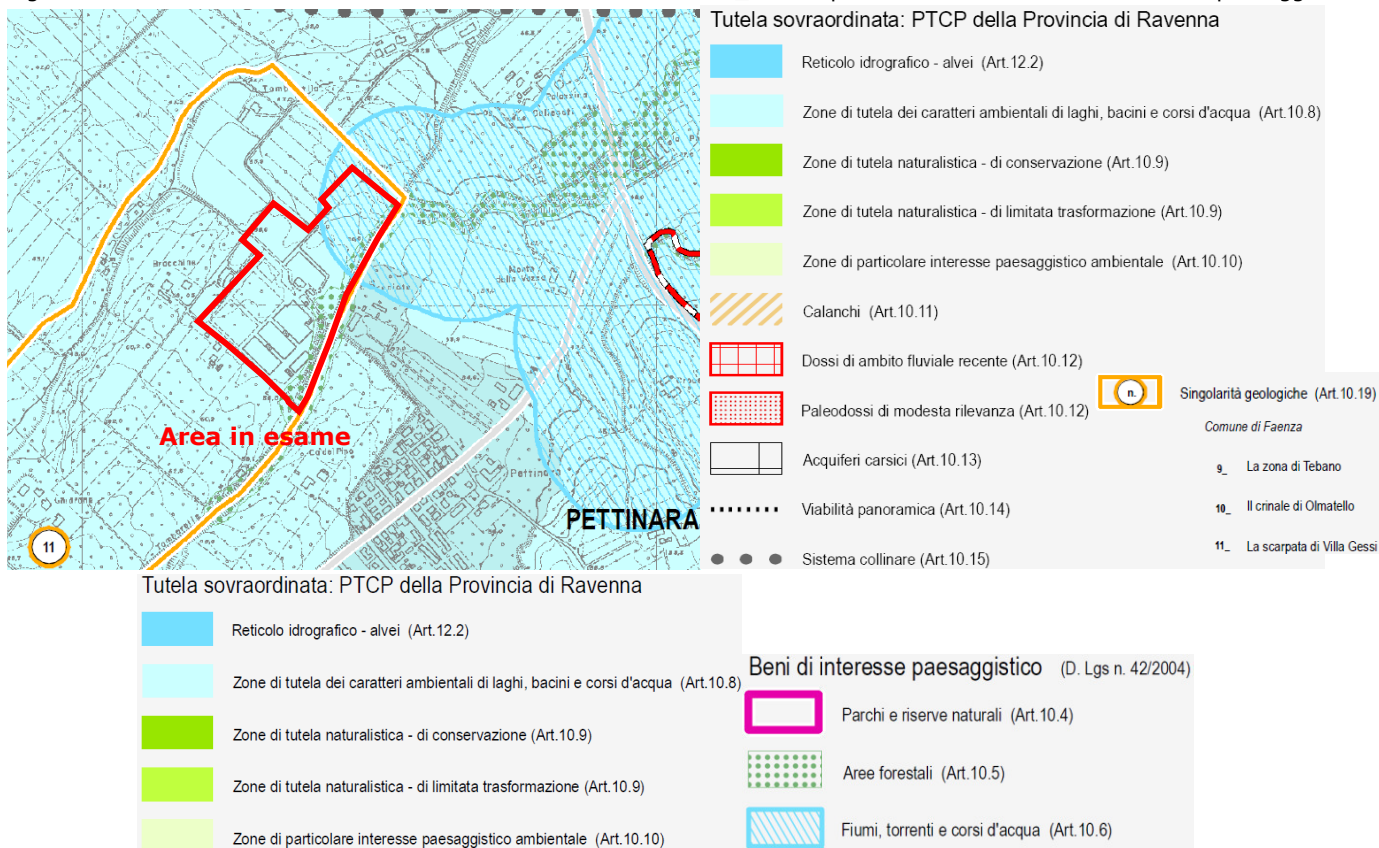 Tutela sovraordinata: PTCP della Provincia di Ravenna
Reticolo idrografico - alvei (Art.12.2)
Zone di tutela dei caratteri ambientali di laghi, bacini e corsi d'acqua (Art.10.8)
Zone di tutela naturalistica - di conservazione (Art.10.9)
Zone di tutela naturalistica - di limitata trasformazione (Art.10.9)
Zone di particolare interesse paesaggistico ambientale (Art.10.10)
Calanchi (Art.10.11)
Dossi di ambito fluviale recente (Art.10.12)
Paleodossi di modesta rilevanza (Art.10.12)
Acquiferi carsici (Art.10.13)
Viabilità panoramica (Art.10.14)
Sistema collinare (Art.10.15)
n.
Singolarità geologiche (Art.10.19)
Comune di Faenza
9_ La zona di Tebano
10_ Il crinale di Olmatello
11_ La scarpata di Villa Gessi
Area in esame
Pettinara
PETTINARA
11
Tutela sovraordinata: PTCP della Provincia di Ravenna
Reticolo idrografico - alvei (Art.12.2)
Zone di tutela dei caratteri ambientali di laghi, bacini e corsi d'acqua (Art.10.8)
Zone di tutela naturalistica - di conservazione (Art.10.9)
Zone di tutela naturalistica - di limitata trasformazione (Art.10.9)
Zone di particolare interesse paesaggistico ambientale (Art.10.10)
Beni di interesse paesaggistico (D. Lgs n. 42/2004)
Parchi e riserve naturali (Art.10.4)
Aree forestali (Art.10.5)
Fiumi, torrenti e corsi d'acqua (Art.10.6)